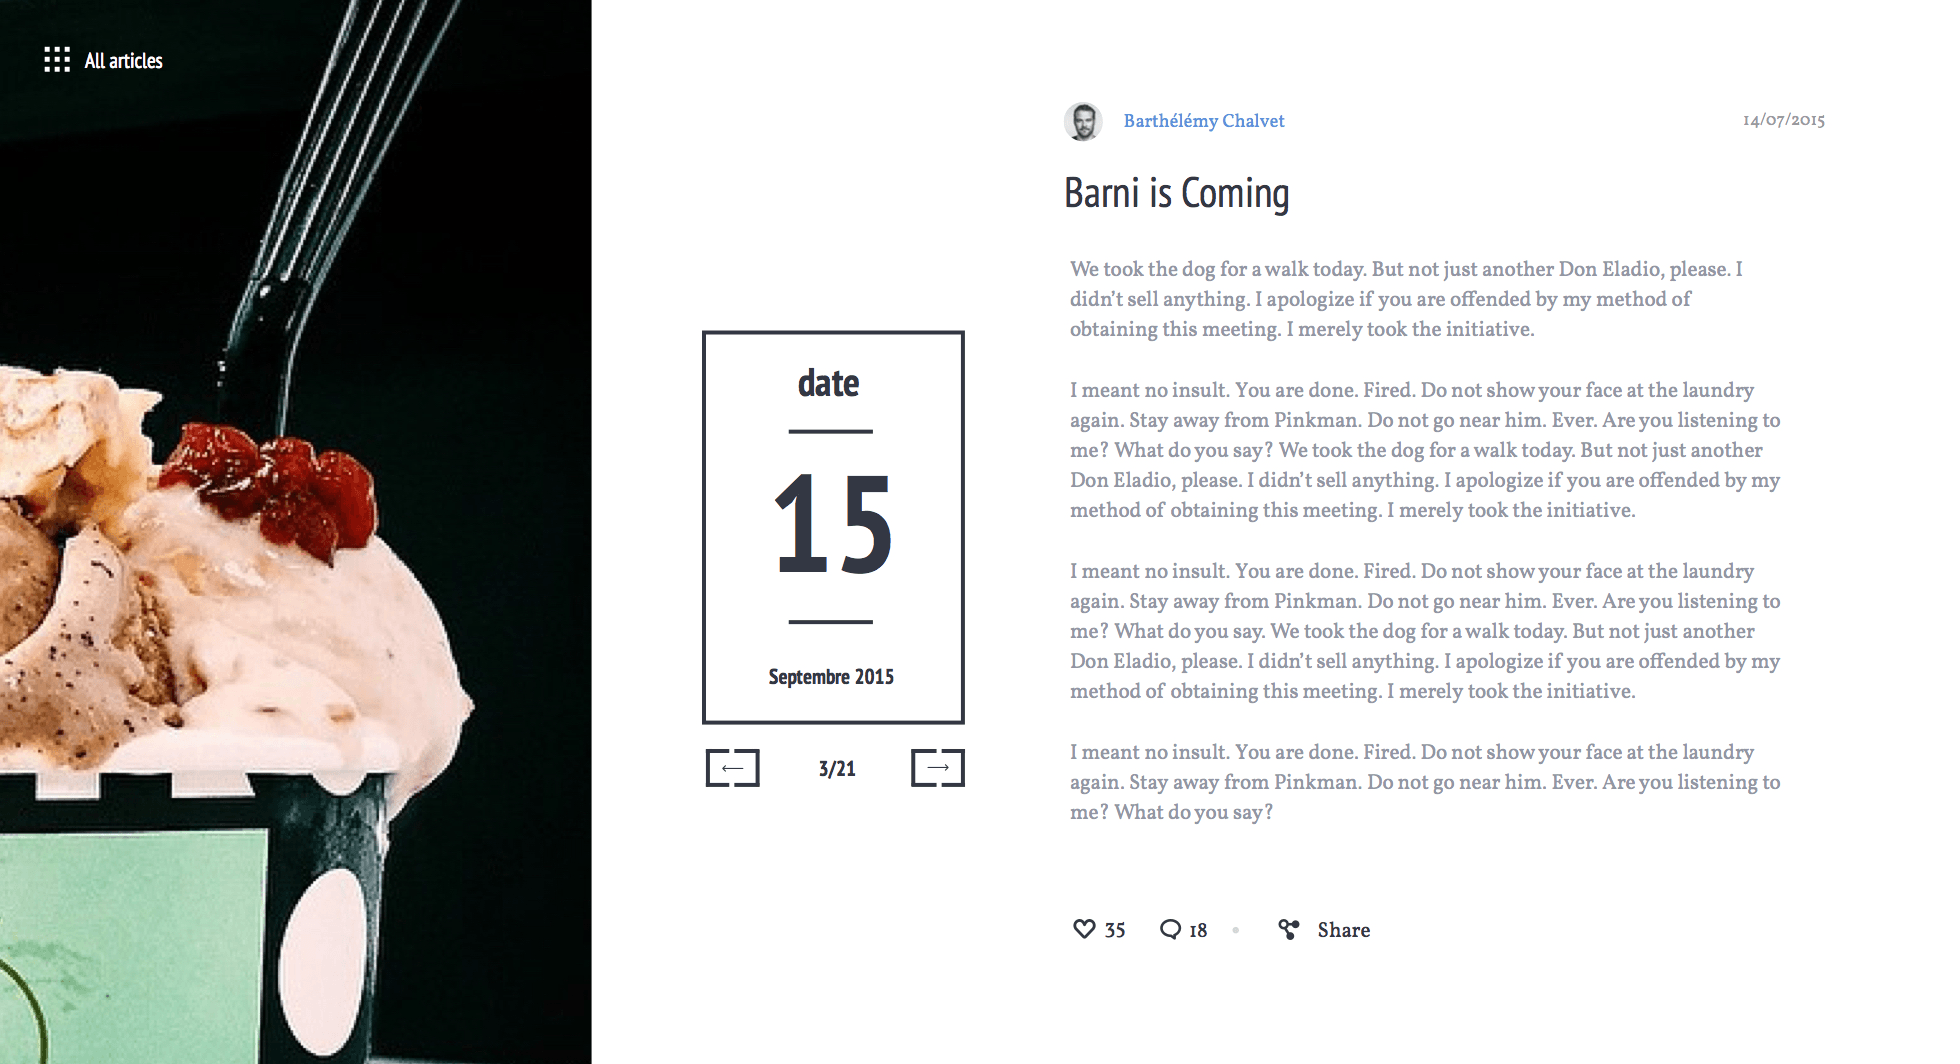 All articles
Barthélémy Chalvet
14/07/2015
Barni is Coming
date
15
Septembre 2015
3/21
We took the dog for a walk today. But not just another Don Eladio, please. I
didn’t sell anything. I apologize if you are offended by my method of
obtaining this meeting. I merely took the initiative.
I meant no insult. You are done. Fired. Do not show your face at the laundry
again. Stay away from Pinkman. Do not go near him. Ever. Are you listening to
me? What do you say? We took the dog for a walk today. But not just another
Don Eladio, please. I didn’t sell anything. I apologize if you are offended by my
method of obtaining this meeting. I merely took the initiative.
I meant no insult. You are done. Fired. Do not show your face at the laundry
again. Stay away from Pinkman. Do not go near him. Ever. Are you listening to
me? What do you say. We took the dog for a walk today. But not just another
Don Eladio, please. I didn’t sell anything. I apologize if you are offended by my
method of obtaining this meeting. I merely took the initiative.
I meant no insult. You are done. Fired. Do not show your face at the laundry
again. Stay away from Pinkman. Do not go near him. Ever. Are you listening to
me? What do you say?
35
18
Share